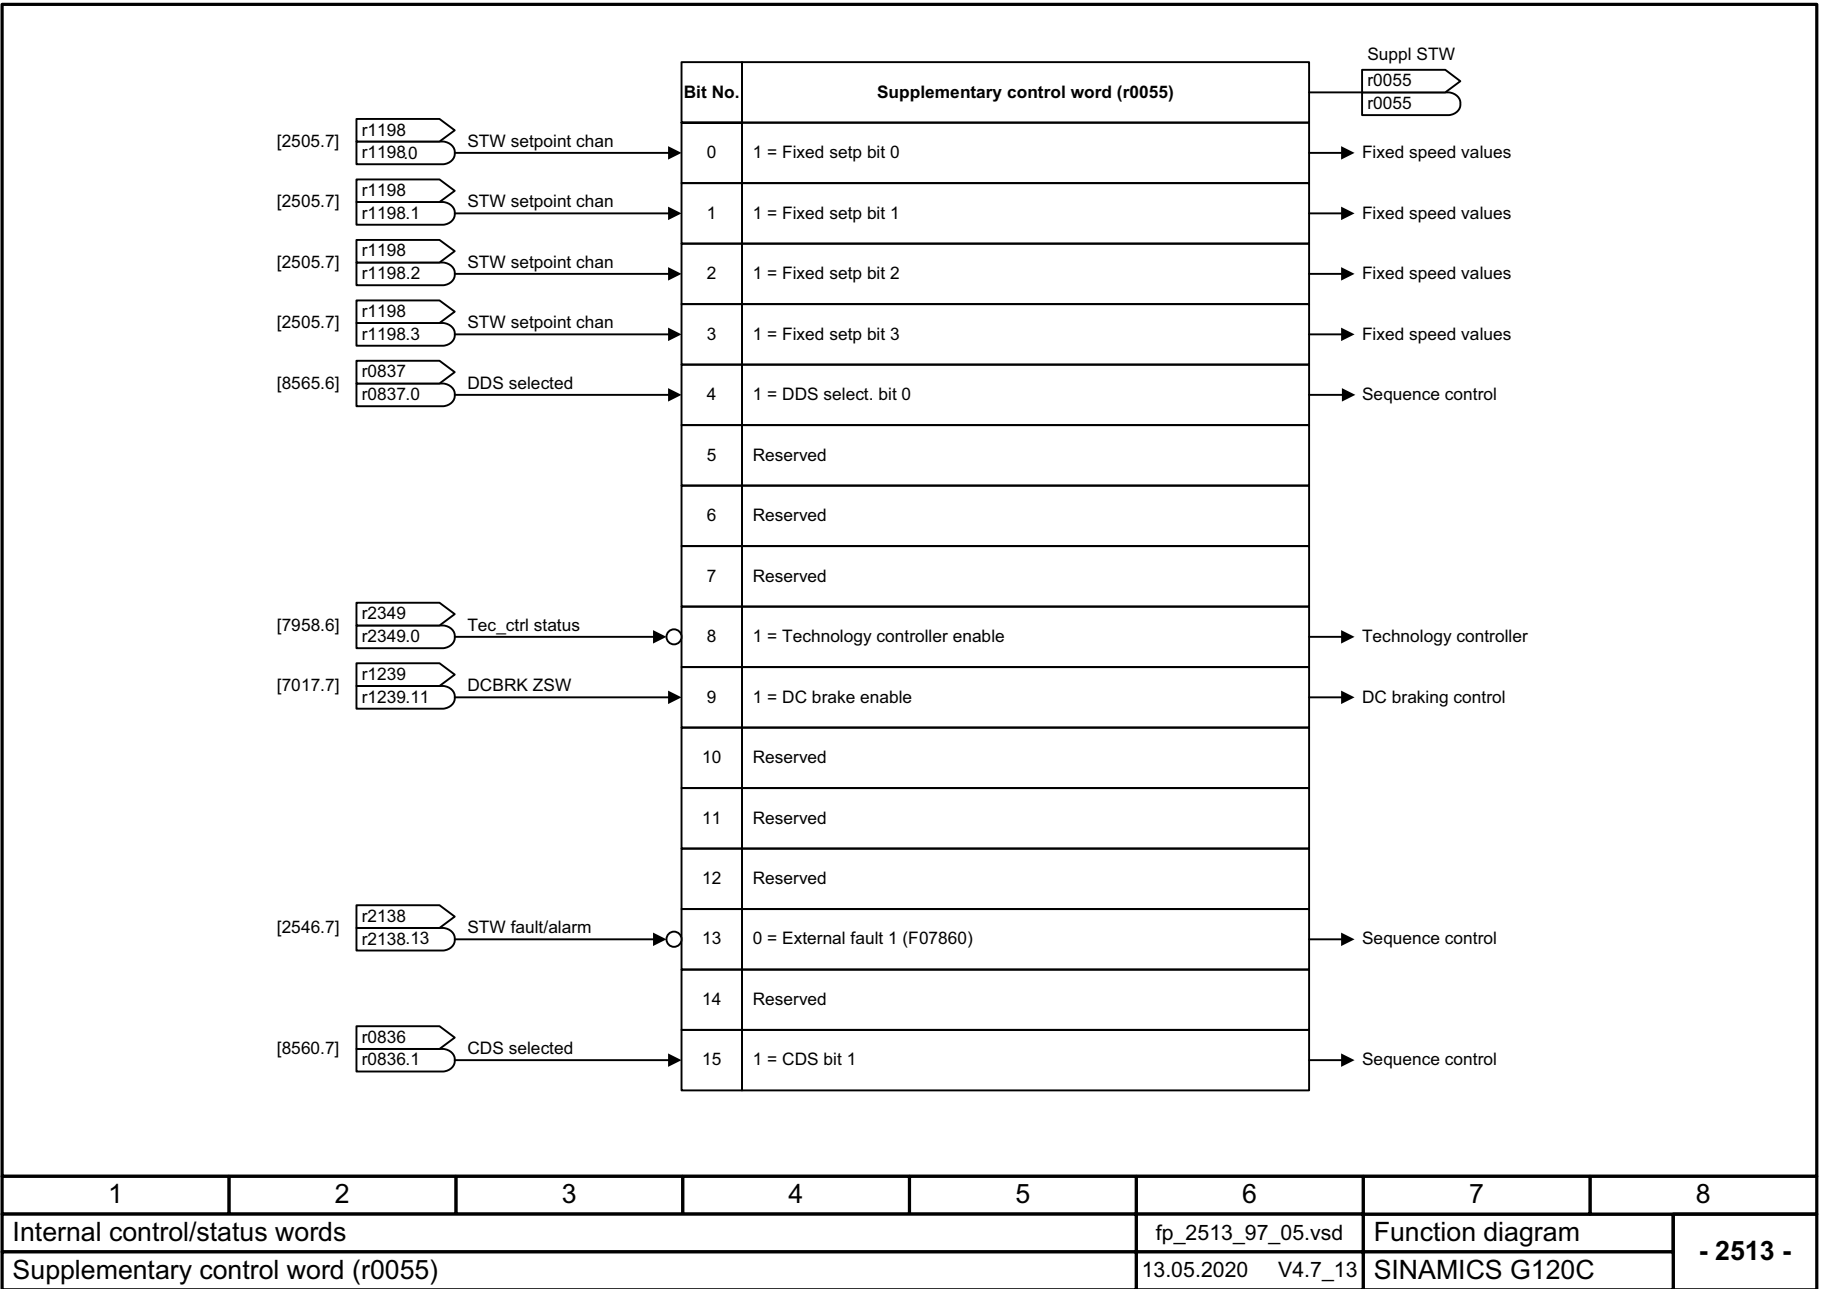 Suppl STW
r0055
r0055
Bit No. Supplementary control word (r0055)
[2505.7] r1198 r1198.0 STW setpoint chan 0 1 = Fixed setp bit 0 Fixed speed values
[2505.7] r1198 r1198.1 STW setpoint chan 1 1 = Fixed setp bit 1 Fixed speed values
[2505.7] r1198 r1198.2 STW setpoint chan 2 1 = Fixed setp bit 2 Fixed speed values
[2505.7] r1198 r1198.3 STW setpoint chan 3 1 = Fixed setp bit 3 Fixed speed values
[8565.6] r0837 r0837.0 DDS selected 4 1 = DDS select. bit 0 Sequence control
5 Reserved
6 Reserved
7 Reserved
[7958.6] r2349 r2349.0 Tec_ctrl status 8 1 = Technology controller enable Technology controller
[7017.7] r1239 r1239.11 DCBRK ZSW 9 1 = DC brake enable DC braking control
10 Reserved
11 Reserved
12 Reserved
[2546.7] r2138 r2138.13 STW fault/alarm 13 0 = External fault 1 (F07860) Sequence control
14 Reserved
[8560.7] r0836 r0836.1 CDS selected 15 1 = CDS bit 1 Sequence control
1 2 3 4 5 6 7 8
Internal control/status words fp_2513_97_05.vsd Function diagram - 2513 -
Supplementary control word (r0055) 13.05.2020 V4.7_13 SINAMICS G120C